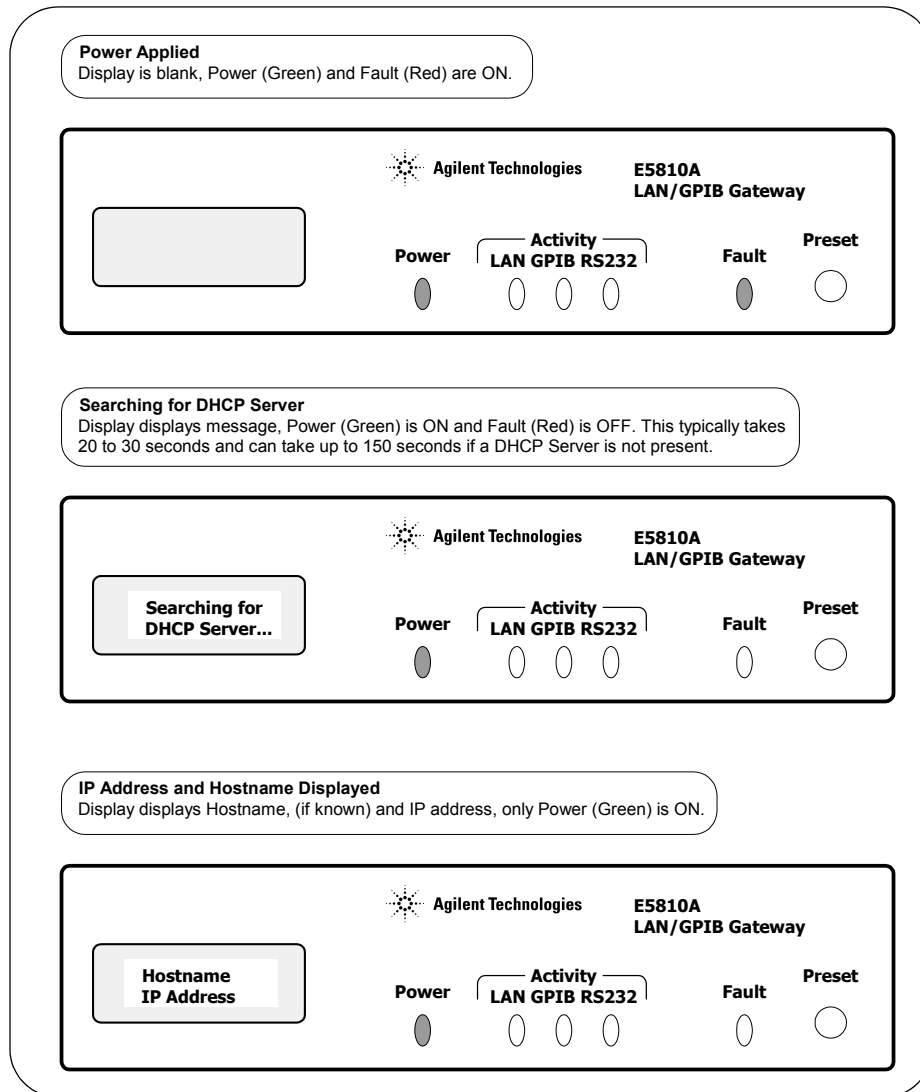 Power Applied
Display is blank, Power (Green) and Fault (Red) are ON.
Agilent Technologies
E5810A
LAN/GPIB Gateway
Power
Activity
LAN GPIB RS232
Fault
Preset
Searching for DHCP Server
Display displays message, Power (Green) is ON and Fault (Red) is OFF. This typically takes
20 to 30 seconds and can take up to 150 seconds if a DHCP Server is not present.
Agilent Technologies
E5810A
LAN/GPIB Gateway
Searching for
DHCP Server...
Power
Activity
LAN GPIB RS232
Fault
Preset
IP Address and Hostname Displayed
Display displays Hostname, (if known) and IP address, only Power (Green) is ON.
Agilent Technologies
E5810A
LAN/GPIB Gateway
Hostname
IP Address
Power
Activity
LAN GPIB RS232
Fault
Preset